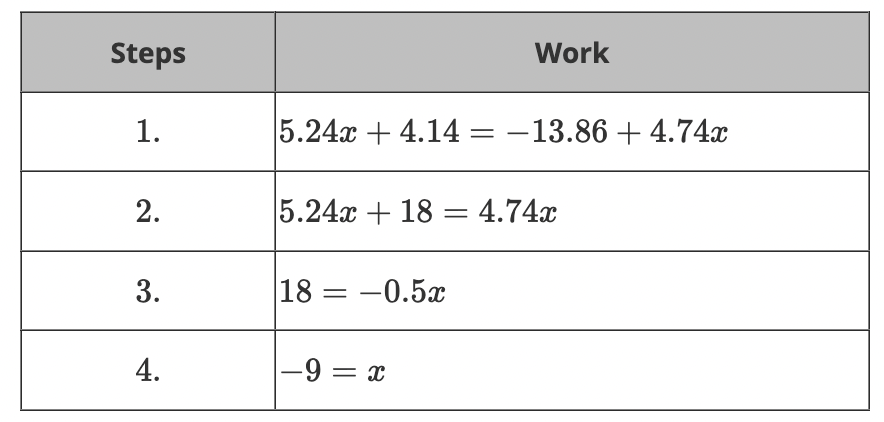 Steps Work
1. 5.24x + 4.14 = −13.86 + 4.74x
2. 5.24x + 18 = 4.74x
3. 18 = −0.5x
4. −9 = x